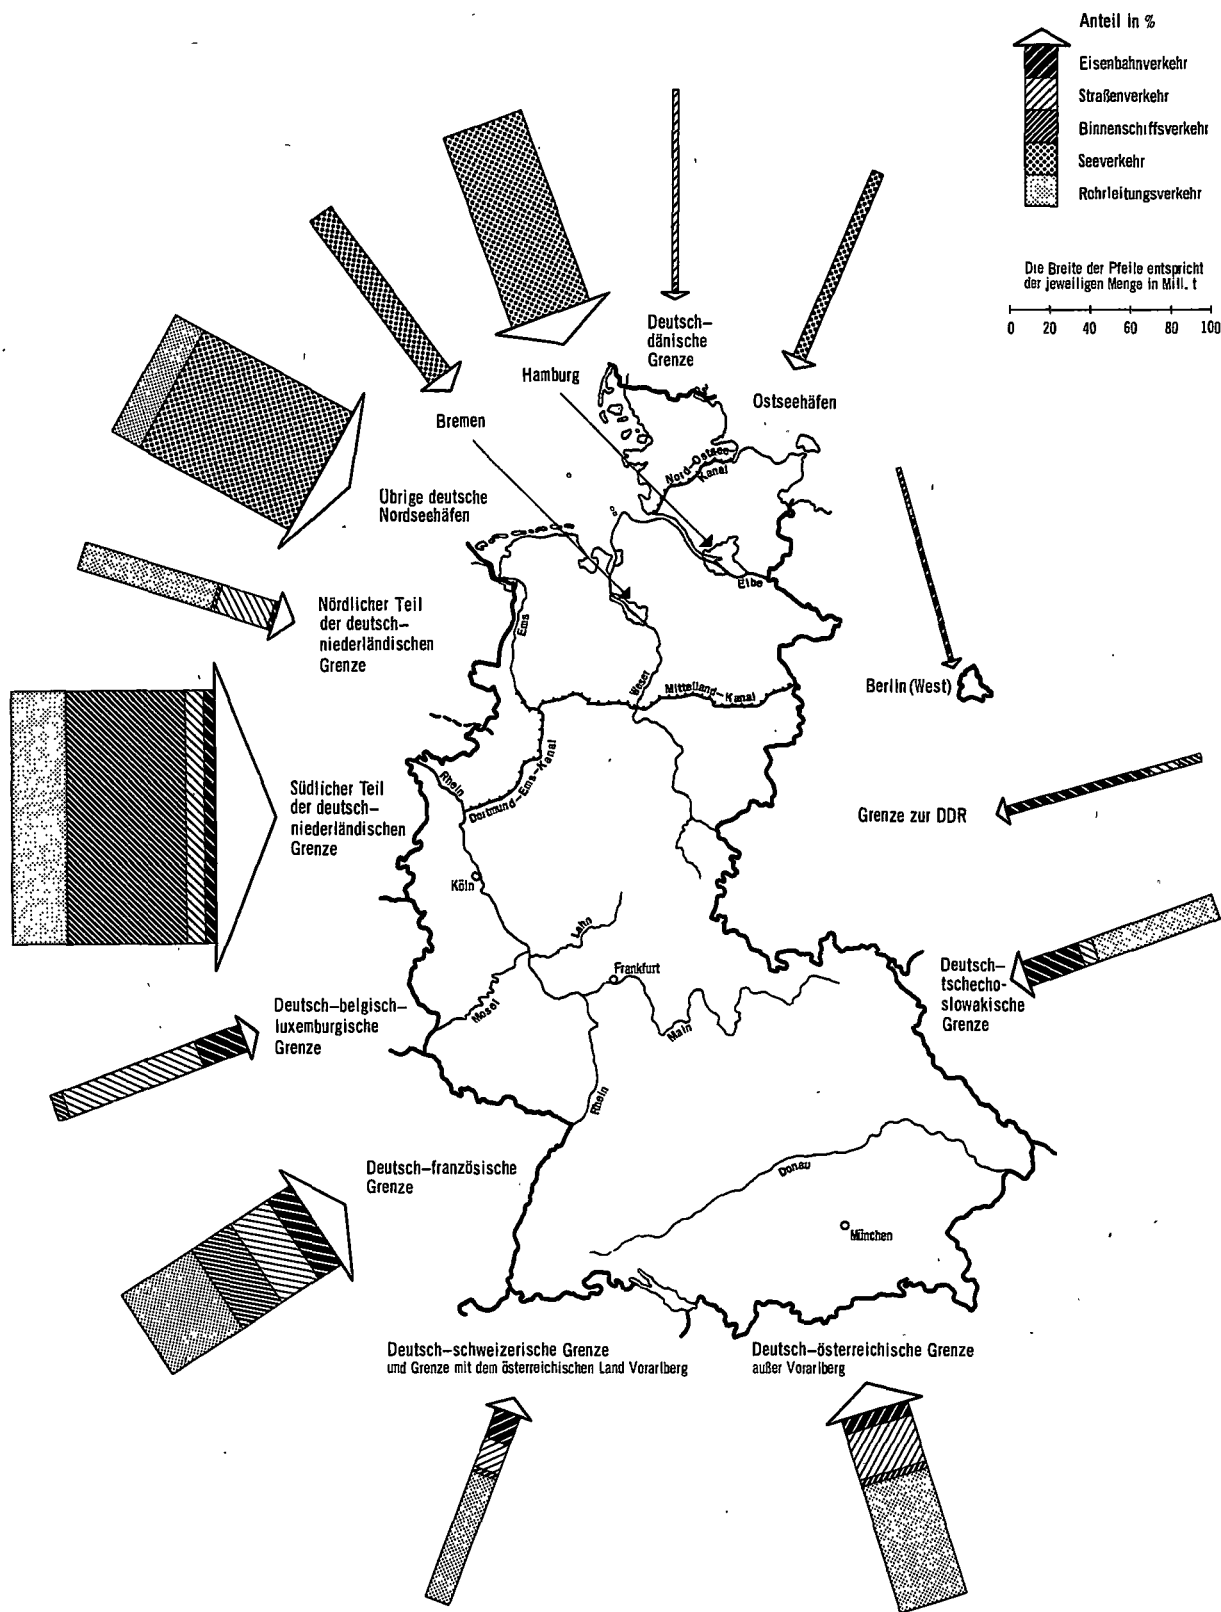 Anteil in %
Eisenbahnverkehr
Straßenverkehr
Binnenschiffsverkehr
Seeverkehr
Rohrleitungsverkehr
Die Breite der Pfeile entspricht
der jeweiligen Menge in Mill. t
0 20 40 60 80 100
Deutsch–
dänische
Grenze
Hamburg
Ostseehäfen
Bremen
Nord–Ostsee–
Kanal
Übrige deutsche
Nordseehäfen
Elbe
Nördlicher Teil
der deutsch–
niederländischen
Grenze
Ems
Weser
Mittelland–Kanal
Berlin (West)
Südlicher Teil
der deutsch–
niederländischen
Grenze
Rhein
Dortmund–Ems–Kanal
Grenze zur DDR
Köln
Lahn
Frankfurt
Deutsch–
tschecho–
slowakische
Grenze
Deutsch–belgisch–
luxemburgische
Grenze
Mosel
Main
Rhein
Deutsch–französische
Grenze
Donau
München
Deutsch–schweizerische Grenze
und Grenze mit dem österreichischen Land Vorarlberg
Deutsch–österreichische Grenze
außer Vorarlberg